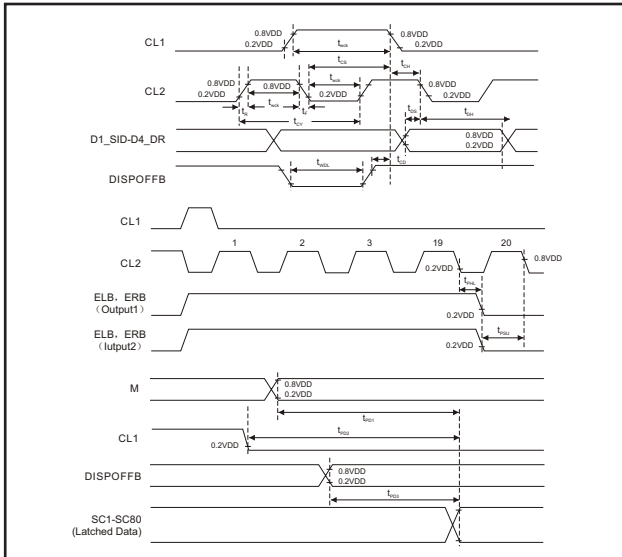 CL1
0.8VDD
0.2VDD
0.8VDD
0.2VDD
twck
tCS
tCH
CL2
0.8VDD
0.2VDD
0.8VDD
twck
0.8VDD
0.2VDD
tR
twck
tF
tCY
tDS
tDH
D1_SID-D4_DR
0.8VDD
0.2VDD
DISPOFFB
tWDL
tCD
CL1
CL2
1
2
3
19
20
0.8VDD
0.2VDD
tPHL
ELB，ERB
（Output1）
0.2VDD
tPSU
ELB，ERB
（Iutput2）
0.2VDD
M
0.8VDD
0.2VDD
tPD1
CL1
0.2VDD
tPD2
DISPOFFB
0.8VDD
0.2VDD
tPD3
SC1-SC80
(Latched Data)